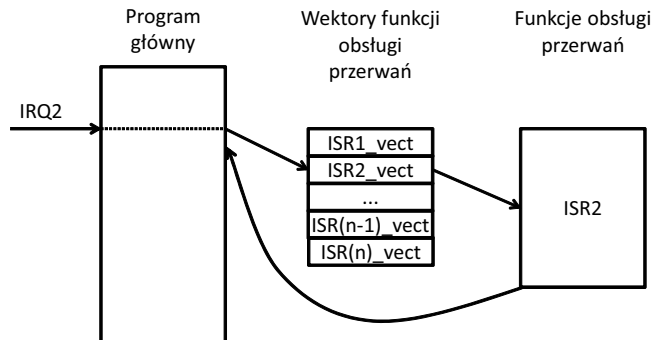 Program
główny
Wektory funkcji
obsługi
przerwań
Funkcje obsługi
przerwań
IRQ2
ISR1_vect
ISR2_vect
...
ISR(n-1)_vect
ISR(n)_vect
ISR2